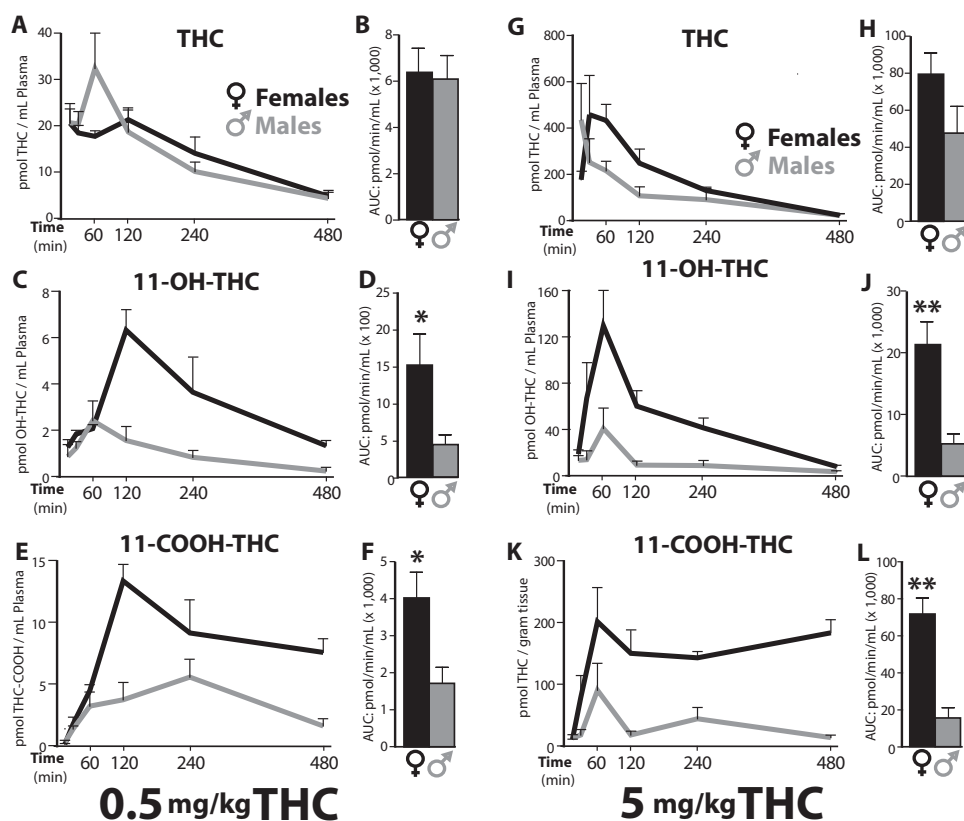 A
THC
pmol THC / mL Plasma
40
30
20
10
0
Females
Males
Time
(min)
60 120 240 480
B
AUC: pmol/min/mL (x 1,000)
8
6
4
2
0
G
THC
pmol THC / mL Plasma
800
600
400
200
0
Females
Males
Time
(min)
60 120 240 480
H
AUC: pmol/min/mL (x 1,000)
100
80
60
40
20
0
C
11-OH-THC
pmol OH-THC / mL Plasma
8
6
4
2
0
Time
(min)
60 120 240 480
D
AUC: pmol/min/mL (x 100)
25
20
15
10
5
0
*
I
11-OH-THC
pmol OH-THC / mL Plasma
160
120
80
40
0
Time
(min)
60 120 240 480
J
AUC: pmol/min/mL (x 1,000)
30
20
10
0
**
E
11-COOH-THC
pmol THC-COOH / mL Plasma
15
10
5
0
Time
(min)
60 120 240 480
F
AUC: pmol/min/mL (x 1,000)
5
4
3
2
1
0
*
K
11-COOH-THC
pmol THC / gram tissue
300
200
100
0
Time
(min)
60 120 240 480
L
AUC: pmol/min/mL (x 1,000)
100
80
60
40
20
0
**
0.5 mg/kg THC
5 mg/kg THC